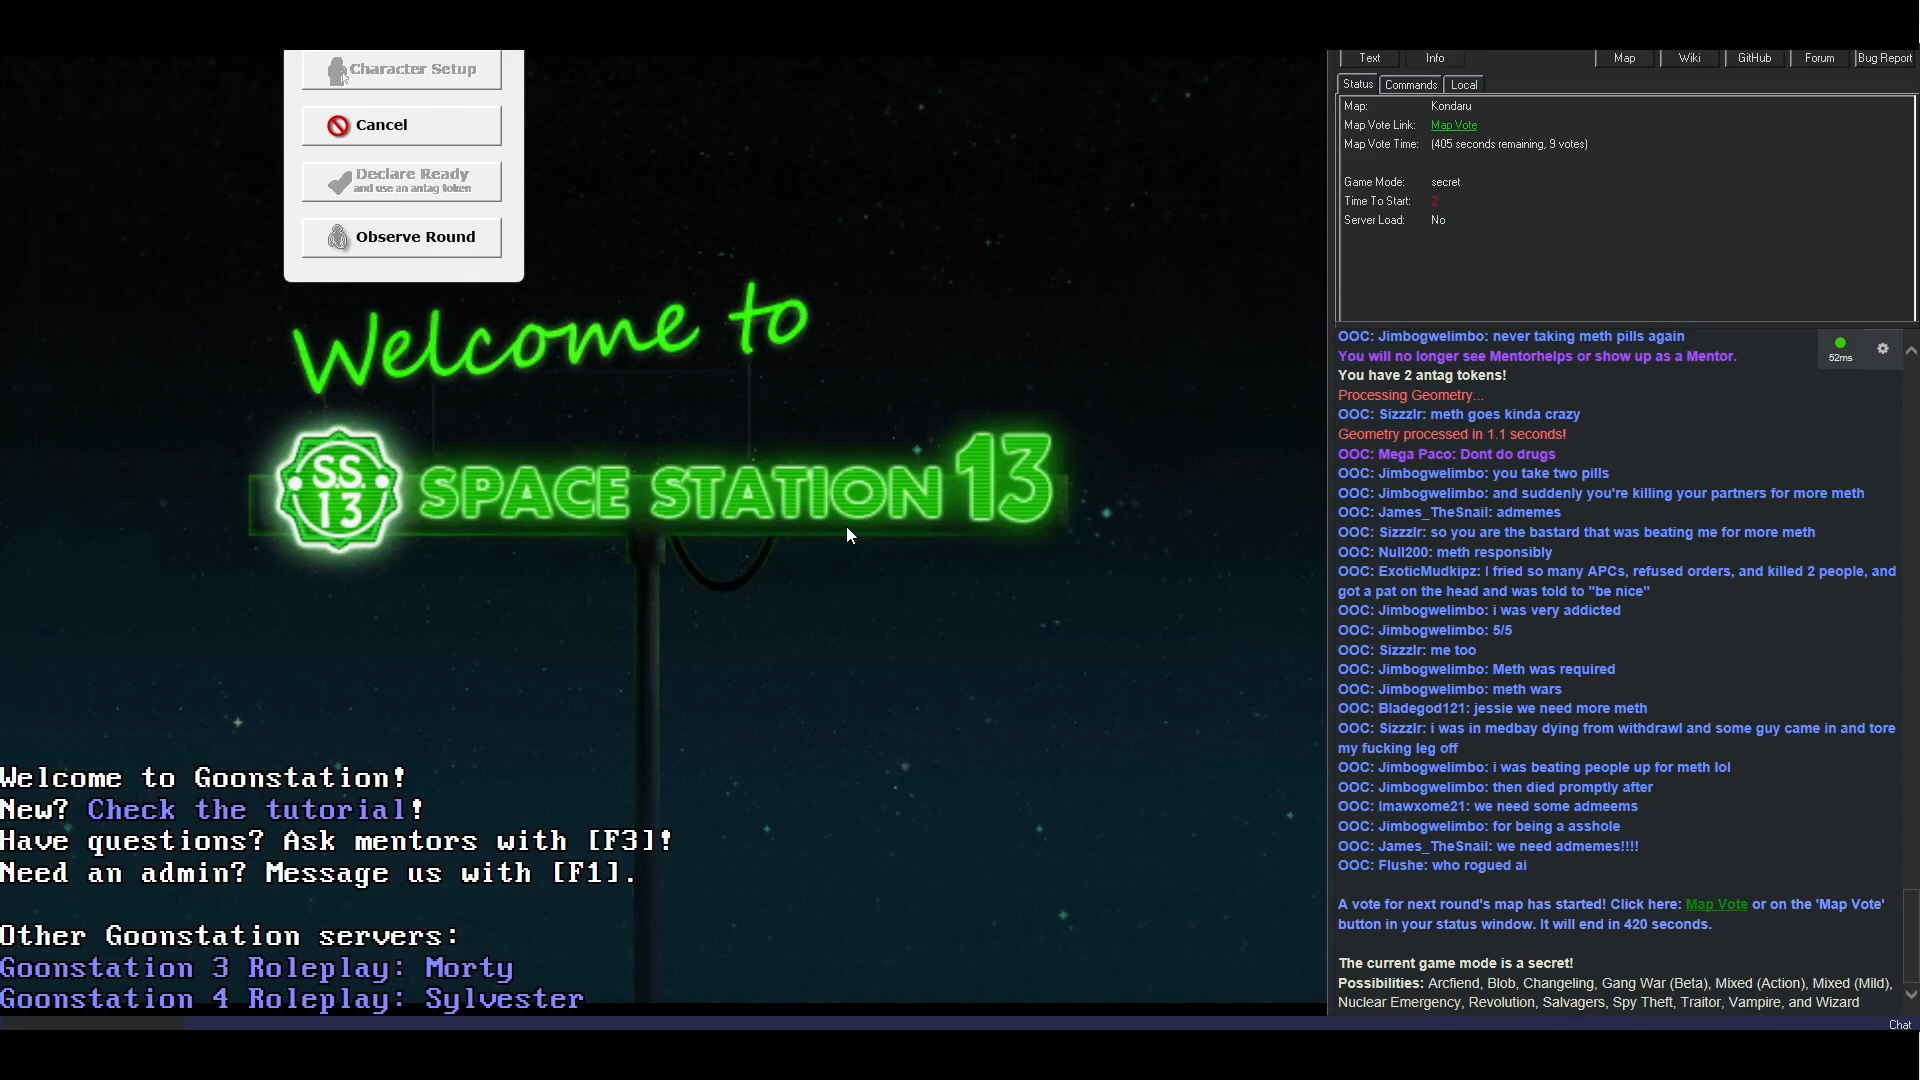 Character Setup
Cancel
Declare Ready
and use an antag token
Observe Round
Welcome to
S.S.
13
SPACE STATION 13
Welcome to Goonstation!
New? Check the tutorial!
Have questions? Ask mentors with [F3]!
Need an admin? Message us with [F1].
Other Goonstation servers:
Goonstation 3 Roleplay: Morty
Goonstation 4 Roleplay: Sylvester
Text Info Map Wiki GitHub Forum Bug Report
Status Commands Local
Map: Kondaru
Map Vote Link: Map Vote
Map Vote Time: (405 seconds remaining, 9 votes)
Game Mode: secret
Time To Start: 2
Server Load: No
52ms
OOC: Jimbogwelimbo: never taking meth pills again
You will no longer see Mentorhelps or show up as a Mentor.
You have 2 antag tokens!
Processing Geometry...
OOC: Sizzzlr: meth goes kinda crazy
Geometry processed in 1.1 seconds!
OOC: Mega Paco: Dont do drugs
OOC: Jimbogwelimbo: you take two pills
OOC: Jimbogwelimbo: and suddenly you're killing your partners for more meth
OOC: James_TheSnail: admemes
OOC: Sizzzlr: so you are the bastard that was beating me for more meth
OOC: Null200: meth responsibly
OOC: ExoticMudkipz: I fried so many APCs, refused orders, and killed 2 people, and
got a pat on the head and was told to "be nice"
OOC: Jimbogwelimbo: i was very addicted
OOC: Jimbogwelimbo: 5/5
OOC: Sizzzlr: me too
OOC: Jimbogwelimbo: Meth was required
OOC: Jimbogwelimbo: meth wars
OOC: Bladegod121: jessie we need more meth
OOC: Sizzzlr: i was in medbay dying from withdrawl and some guy came in and tore
my fucking leg off
OOC: Jimbogwelimbo: i was beating people up for meth lol
OOC: Jimbogwelimbo: then died promptly after
OOC: Imawxome21: we need some admeems
OOC: Jimbogwelimbo: for being a asshole
OOC: James_TheSnail: we need admemes!!!!
OOC: Flushe: who rogued ai
A vote for next round's map has started! Click here: Map Vote or on the 'Map Vote'
button in your status window. It will end in 420 seconds.
The current game mode is a secret!
Possibilities: Arcfiend, Blob, Changeling, Gang War (Beta), Mixed (Action), Mixed (Mild),
Nuclear Emergency, Revolution, Salvagers, Spy Theft, Traitor, Vampire, and Wizard
Chat